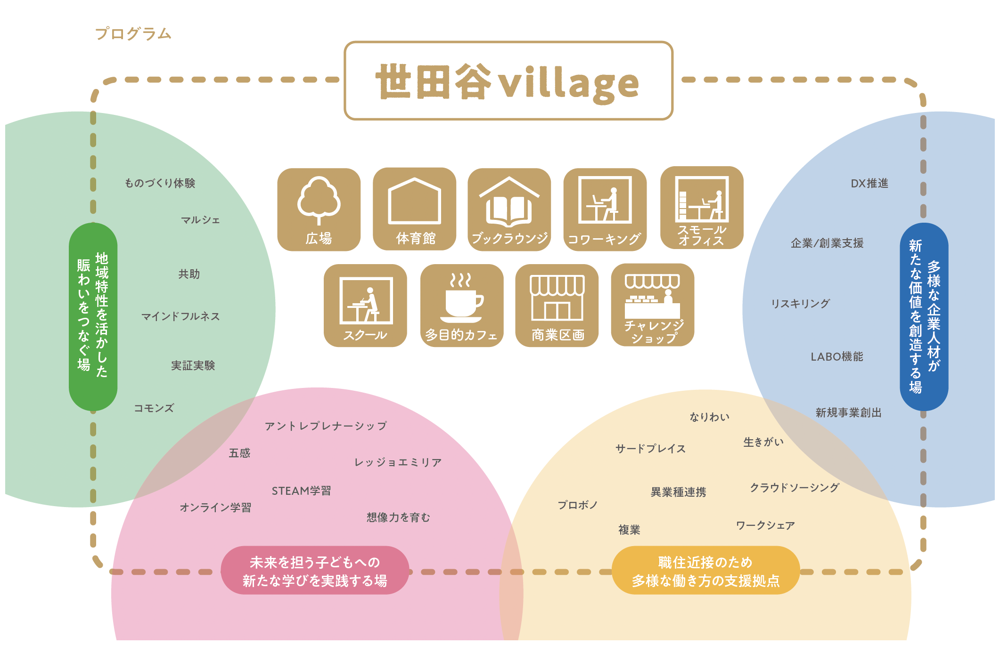 プログラム
世田谷village
広場
体育館
ブックラウンジ
コワーキング
スモール
オフィス
スクール
多目的カフェ
商業区画
チャレンジ
ショップ
地域特性を活かした
賑わいをつなぐ場
ものづくり体験
マルシェ
共助
マインドフルネス
実証実験
コモンズ
多様な企業人材が
新たな価値を創造する場
DX推進
企業/創業支援
リスキリング
LABO機能
新規事業創出
アントレプレナーシップ
五感
レッジョエミリア
STEAM学習
オンライン学習
想像力を育む
未来を担う子どもへの
新たな学びを実践する場
なりわい
生きがい
サードプレイス
クラウドソーシング
異業種連携
プロボノ
ワークシェア
複業
職住近接のため
多様な働き方の支援拠点